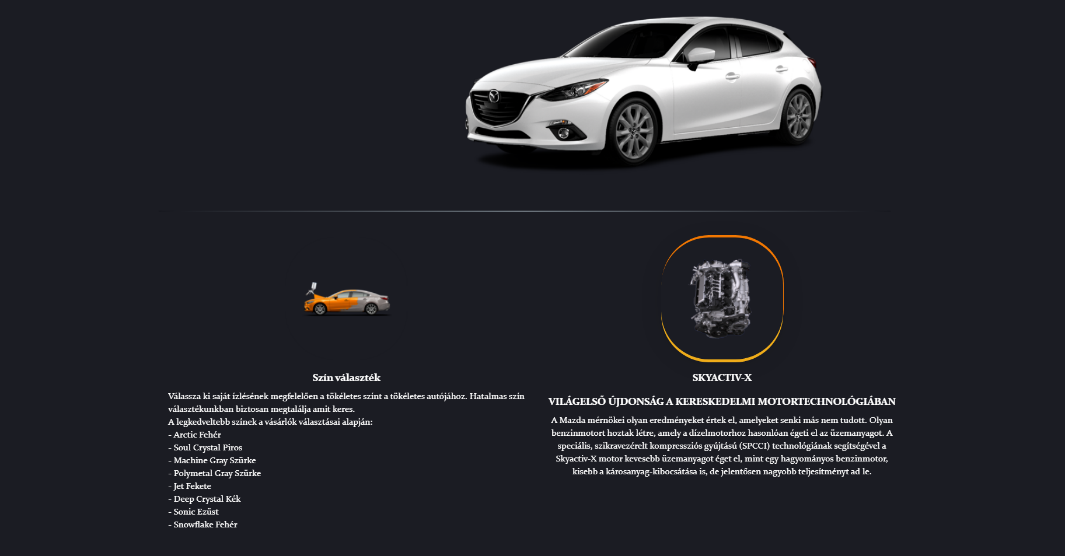 Szín választék
Válassza ki saját ízlésének megfelelően a tökéletes színt a tökéletes autójához. Hatalmas szín
választékunkban biztosan megtalálja amit keres.
A legkedveltebb színek a vásárlók választásai alapján:
- Arctic Fehér
- Soul Crystal Piros
- Machine Gray Szürke
- Polymetal Gray Szürke
- Jet Fekete
- Deep Crystal Kék
- Sonic Ezüst
- Snowflake Fehér
SKYACTIV-X
VILÁGELSŐ ÚJDONSÁG A KERESKEDELMI MOTORTECHNOLÓGIÁBAN
A Mazda mérnökei olyan eredményeket értek el, amelyeket senki más nem tudott. Olyan
benzinmotort hoztak létre, amely a dízelmotorhoz hasonlóan égeti el az üzemanyagot. A
speciális, szikravezérelt kompressziós gyújtású (SPCCI) technológiának segítségével a
Skyactiv-X motor kevesebb üzemanyagot éget el, mint egy hagyományos benzinmotor,
kisebb a károsanyag-kibocsátása is, de jelentősen nagyobb teljesítményt ad le.